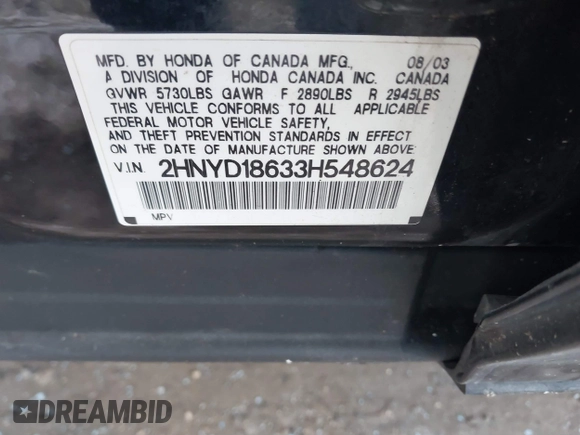 MFD. BY HONDA OF CANADA MFG., 08/03
A DIVISION OF HONDA CANADA INC. CANADA
GVWR 5730LBS GAWR F 2890LBS R 2945LBS
THIS VEHICLE CONFORMS TO ALL APPLICABLE
FEDERAL MOTOR VEHICLE SAFETY,
AND THEFT PREVENTION STANDARDS IN EFFECT
ON THE DATE OF MANUFACTURE SHOWN ABOVE
V.I.N. 2HNYD18633H548624
MPV
DREAMBID